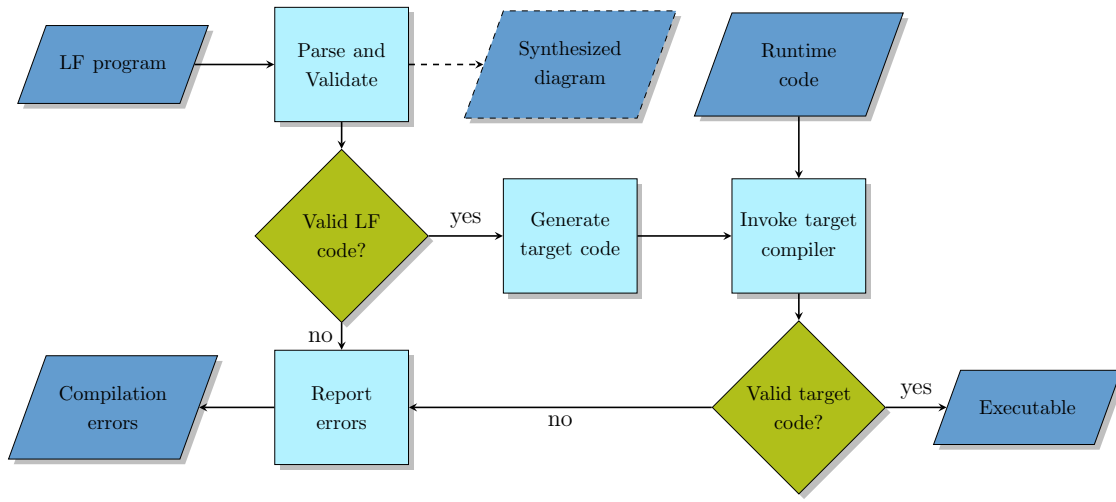 LF program
Parse and
Validate
Synthesized
diagram
Runtime
code
Valid LF
code?
yes
Generate
target code
Invoke target
compiler
no
Compilation
errors
Report
errors
no
Valid target
code?
yes
Executable